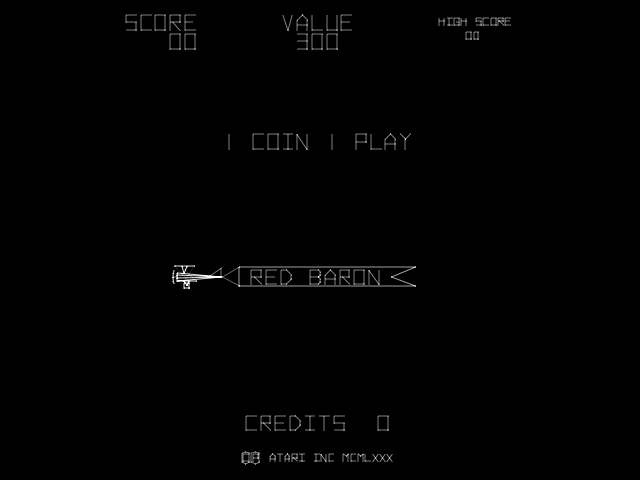 SCORE VALUE HIGH SCORE
00 300 00
1 COIN 1 PLAY
RED BARON
CREDITS 0
ATARI INC MCMLXXX